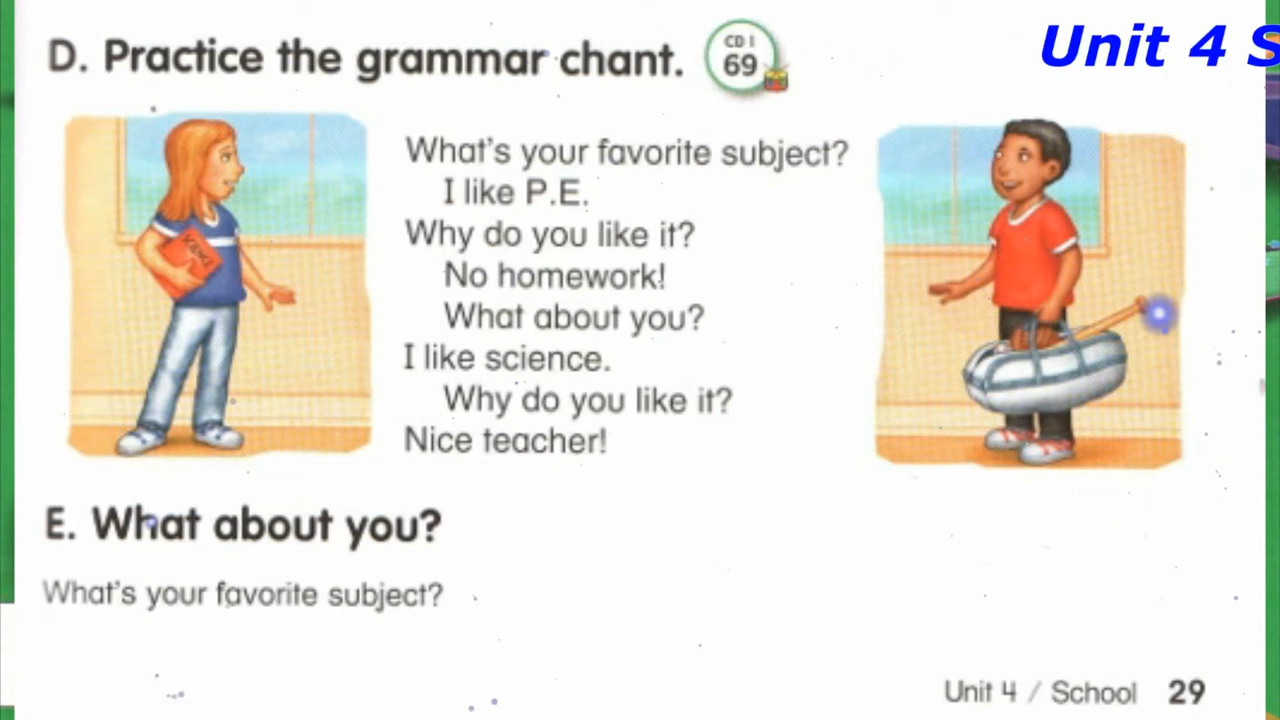 D. Practice the grammar chant.
CD 1
69
Unit 4 S
What's your favorite subject?
I like P.E.
Why do you like it?
No homework!
What about you?
I like science.
Why do you like it?
Nice teacher!
E. What about you?
What's your favorite subject?
Unit 4 / School 29